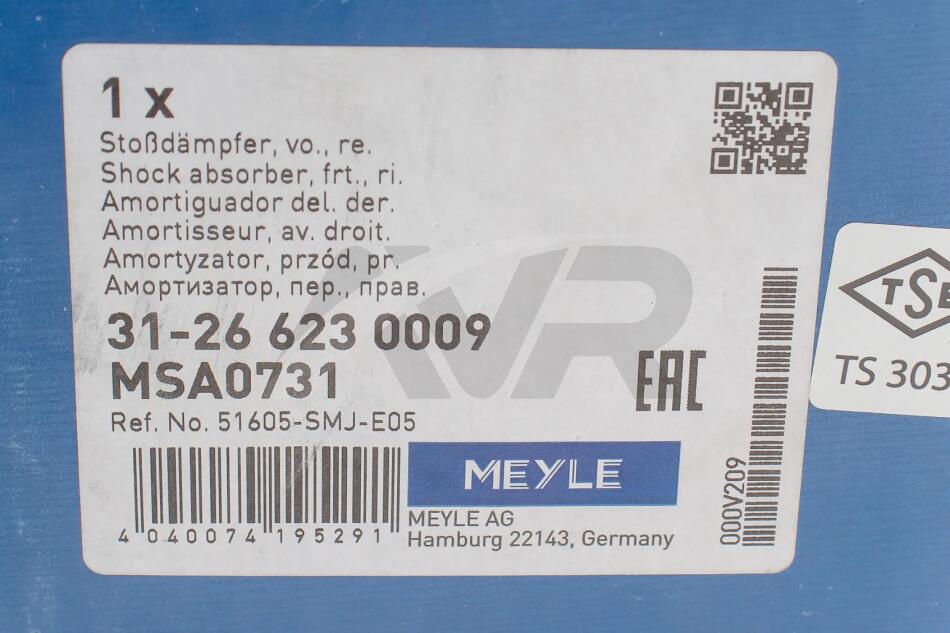 1 x
Stoßdämpfer, vo., re.
Shock absorber, frt., ri.
Amortiguador del. der.
Amortisseur, av. droit.
Amortyzator, przód, pr.
Амортизатор, пер., прав.
31-26 623 0009
MSA0731
Ref. No. 51605-SMJ-E05
EAC
4 040074 195291
MEYLE
MEYLE AG
Hamburg 22143, Germany
000V209
TSE
TS 303
VR